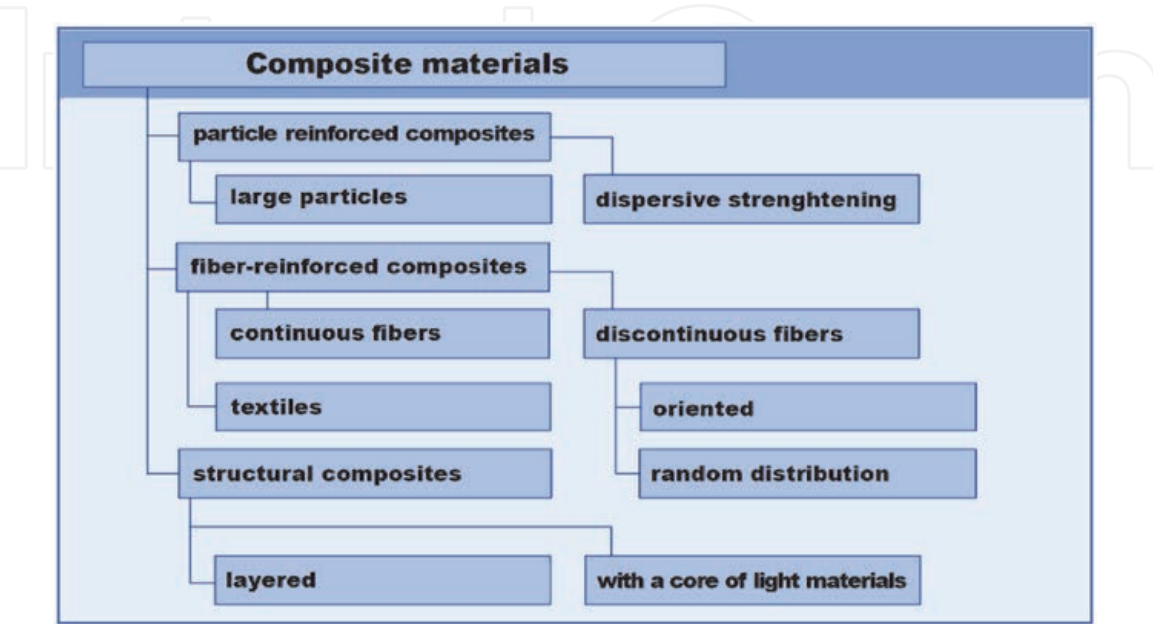 Composite materials
particle reinforced composites
large particles
dispersive strenghtening
fiber-reinforced composites
continuous fibers
discontinuous fibers
textiles
oriented
structural composites
random distribution
layered
with a core of light materials